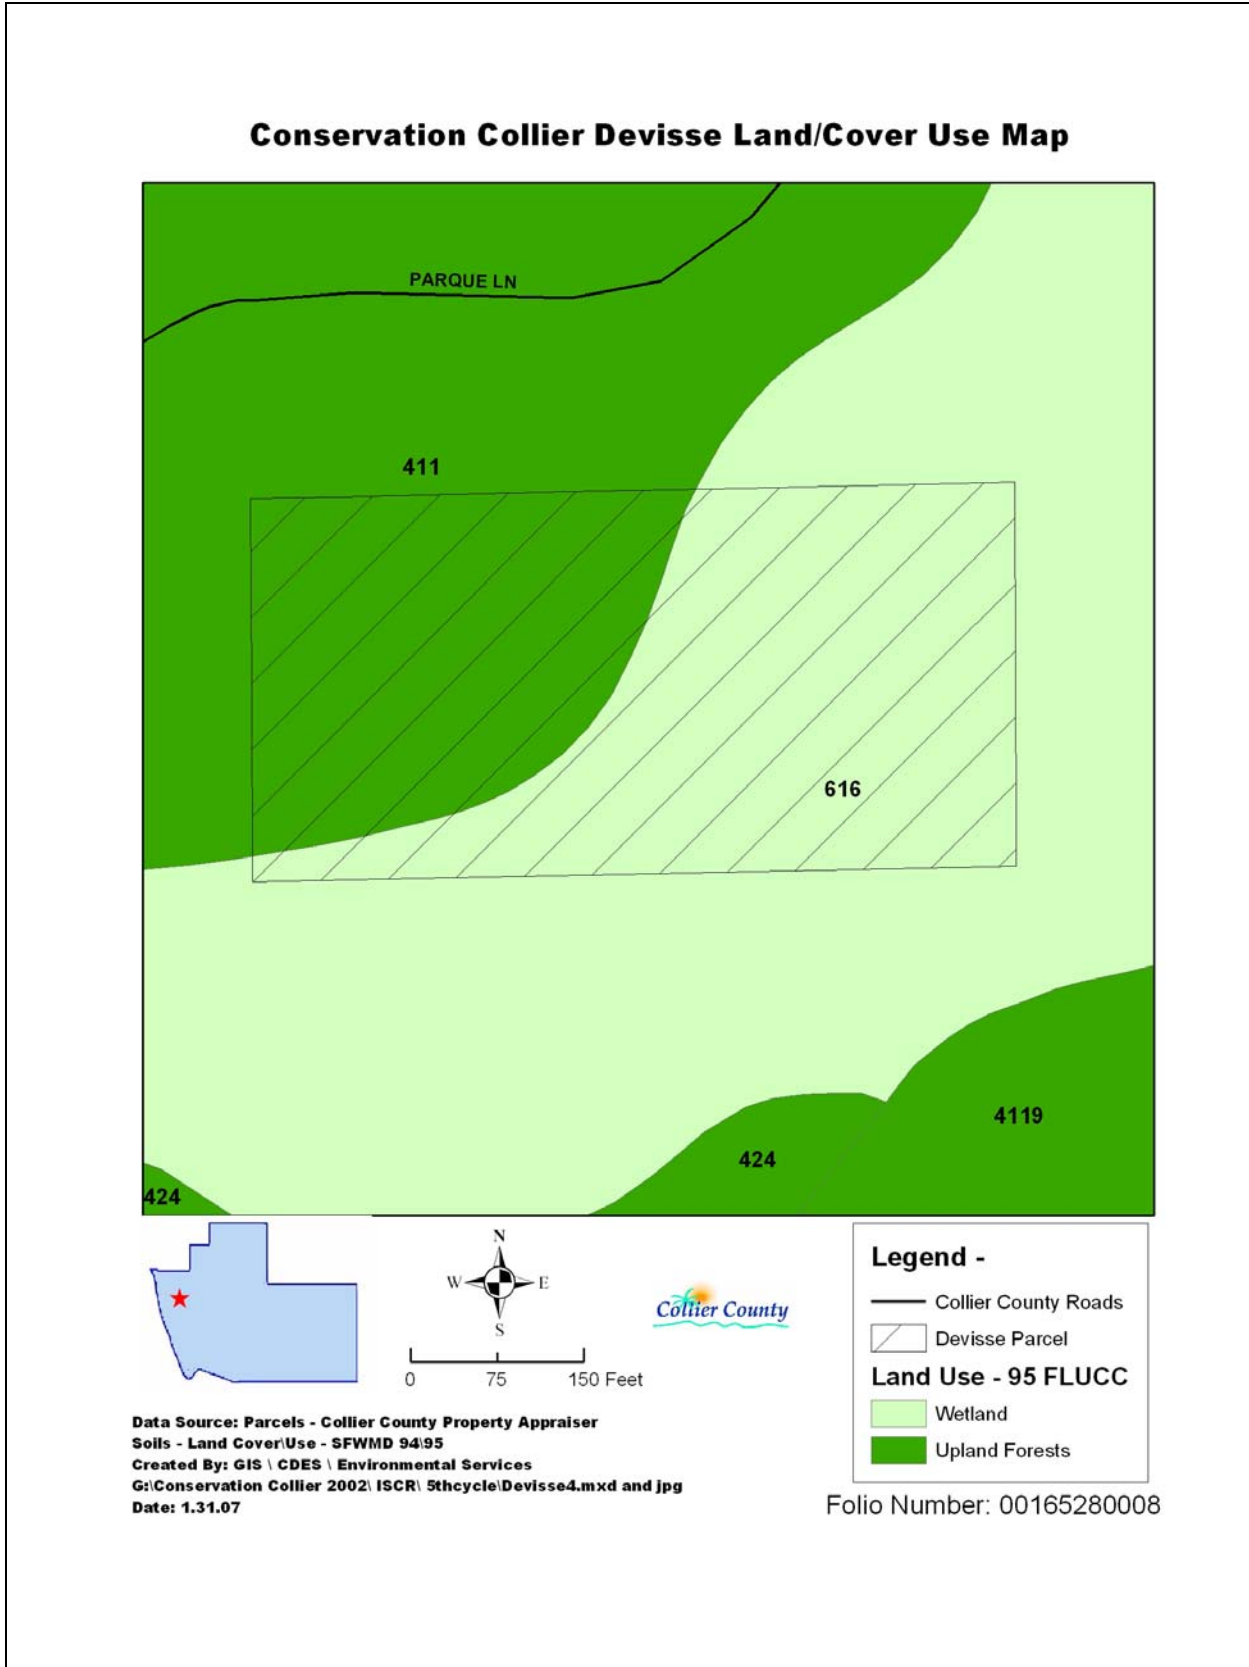 Conservation Collier Devisse Land/Cover Use Map
PARQUE LN
411
616
4119
424
424
N
W E
S
0 75 150 Feet
Collier County
Legend -
Collier County Roads
Devisse Parcel
Land Use - 95 FLUCC
Wetland
Upland Forests
Data Source: Parcels - Collier County Property Appraiser
Soils - Land Cover\Use - SFWMD 94\95
Created By: GIS \ CDES \ Environmental Services
G:\Conservation Collier 2002\ ISCR\ 5thcycle\Devisse4.mxd and jpg
Date: 1.31.07
Folio Number: 00165280008